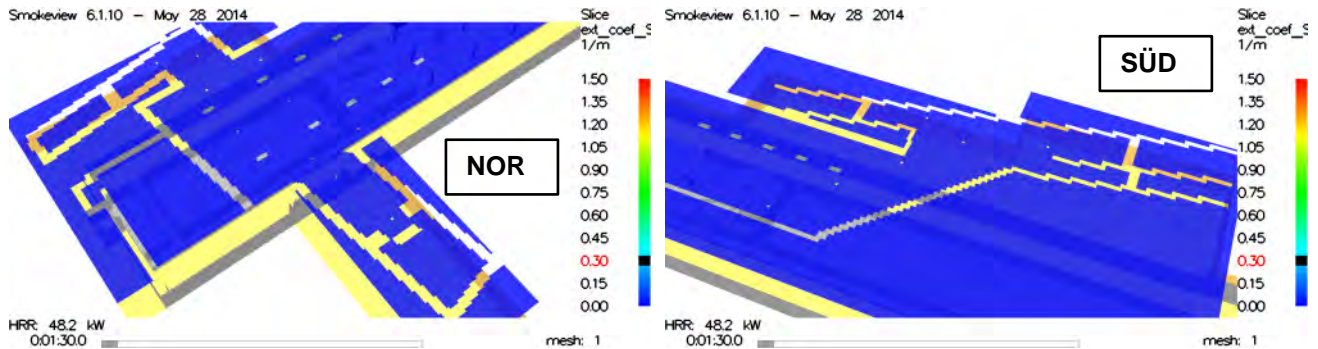 Smokeview 6.1.10 – May 28 2014
Slice
ext_coef_S
1/m
1.50
1.35
1.20
1.05
0.90
0.75
0.60
0.45
0.30
0.15
0.00
NOR
HRR: 48.2 kW
0:01:30.0
mesh: 1
Smokeview 6.1.10 – May 28 2014
Slice
ext_coef_S
1/m
SÜD
1.50
1.35
1.20
1.05
0.90
0.75
0.60
0.45
0.30
0.15
0.00
HRR: 48.2 kW
0:01:30.0
mesh: 1